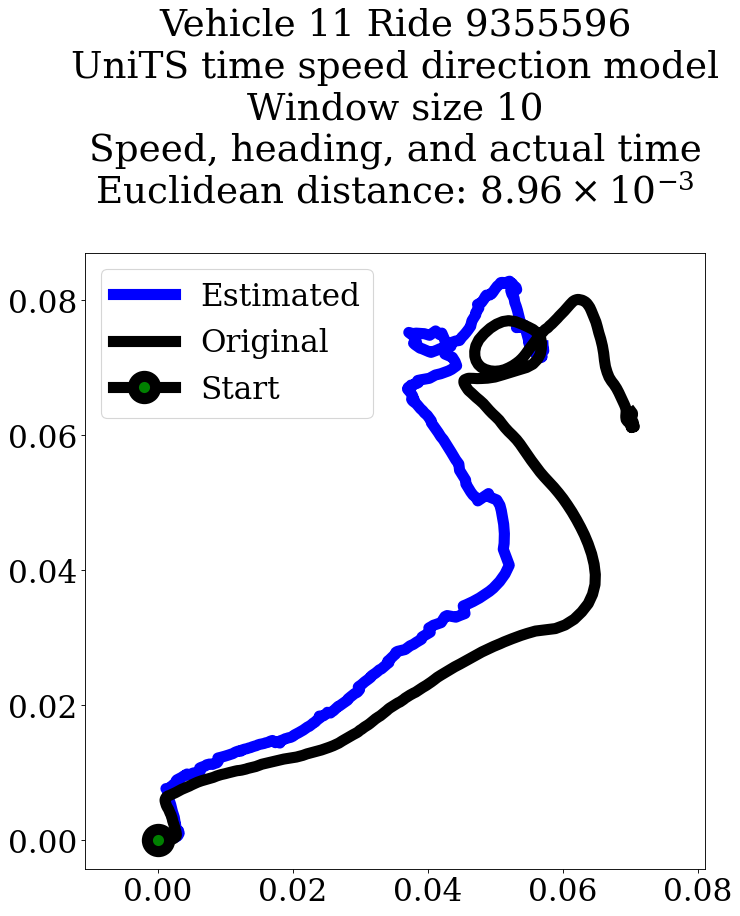 Vehicle 11 Ride 9355596
UniTS time speed direction model
Window size 10
Speed, heading, and actual time
Euclidean distance: 8.96 × 10⁻³
Estimated
Original
Start
0.08
0.06
0.04
0.02
0.00
0.00 0.02 0.04 0.06 0.08